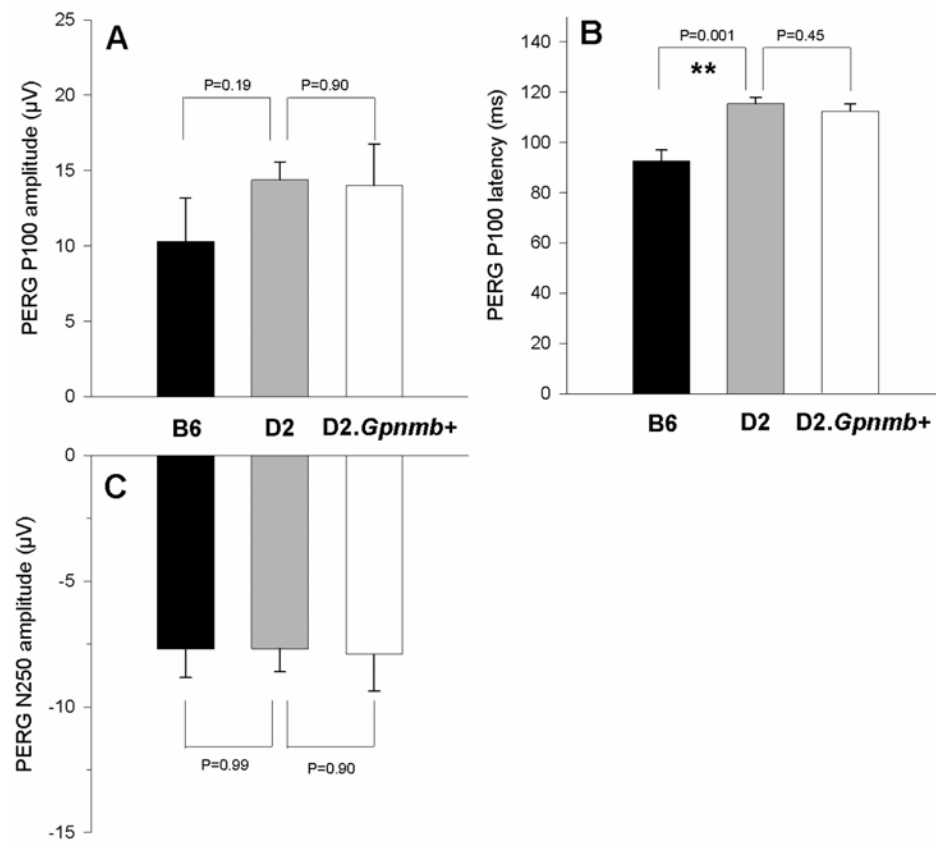 A
PERG P100 amplitude (µV)
25
20
15
10
5
0
P=0.19
P=0.90
B6
D2
D2.Gpnmb+
B
PERG P100 latency (ms)
140
120
100
80
60
40
20
0
P=0.001
**
P=0.45
B6
D2
D2.Gpnmb+
C
PERG N250 amplitude (µV)
0
-5
-10
-15
P=0.99
P=0.90